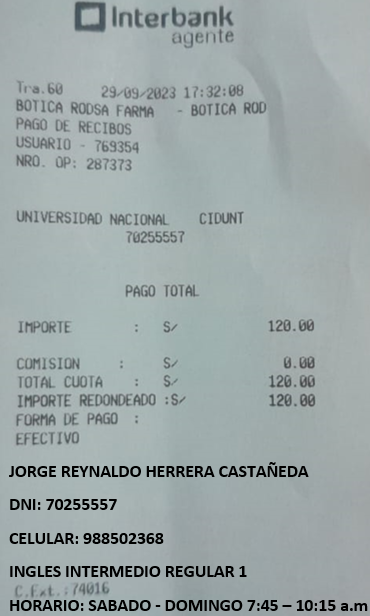 Interbank
agente
Tra.60 29/09/2023 17:32:08
BOTICA RODSA FARMA - BOTICA ROD
PAGO DE RECIBOS
USUARIO - 769354
NRO. OP: 287373
UNIVERSIDAD NACIONAL CIDUNT
70255557
PAGO TOTAL
IMPORTE : S/ 120.00
COMISION : S/ 0.00
TOTAL CUOTA : S/ 120.00
IMPORTE REDONDEADO :S/ 120.00
FORMA DE PAGO :
EFECTIVO
JORGE REYNALDO HERRERA CASTAÑEDA
DNI: 70255557
CELULAR: 988502368
INGLES INTERMEDIO REGULAR 1
C.Ext.:74016
HORARIO: SABADO - DOMINGO 7:45 – 10:15 a.m